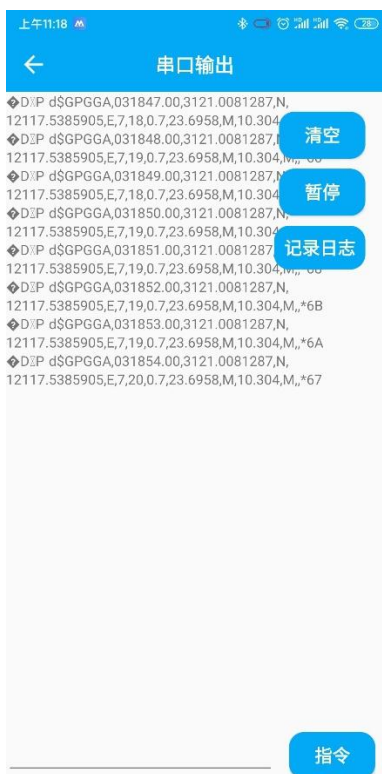 上午11:18
28
串口输出
�D P d$GPGGA,031847.00,3121.0081287,N,
12117.5385905,E,7,18,0.7,23.6958,M,10.304
清空
�D P d$GPGGA,031848.00,3121.0081287,
12117.5385905,E,7,19,0.7,23.6958,M,10.304,M,,
�D P d$GPGGA,031849.00,3121.0081287,N
12117.5385905,E,7,18,0.7,23.6958,M,10.304
暂停
�D P d$GPGGA,031850.00,3121.0081287,N,
12117.5385905,E,7,19,0.7,23.6958,M,10.304
�D P d$GPGGA,031851.00,3121.0081287
记录日志
12117.5385905,E,7,19,0.7,23.6958,M,10.304,M,,
�D P d$GPGGA,031852.00,3121.0081287,N,
12117.5385905,E,7,19,0.7,23.6958,M,10.304,M,,*6B
�D P d$GPGGA,031853.00,3121.0081287,N,
12117.5385905,E,7,19,0.7,23.6958,M,10.304,M,,*6A
�D P d$GPGGA,031854.00,3121.0081287,N,
12117.5385905,E,7,20,0.7,23.6958,M,10.304,M,,*67
指令